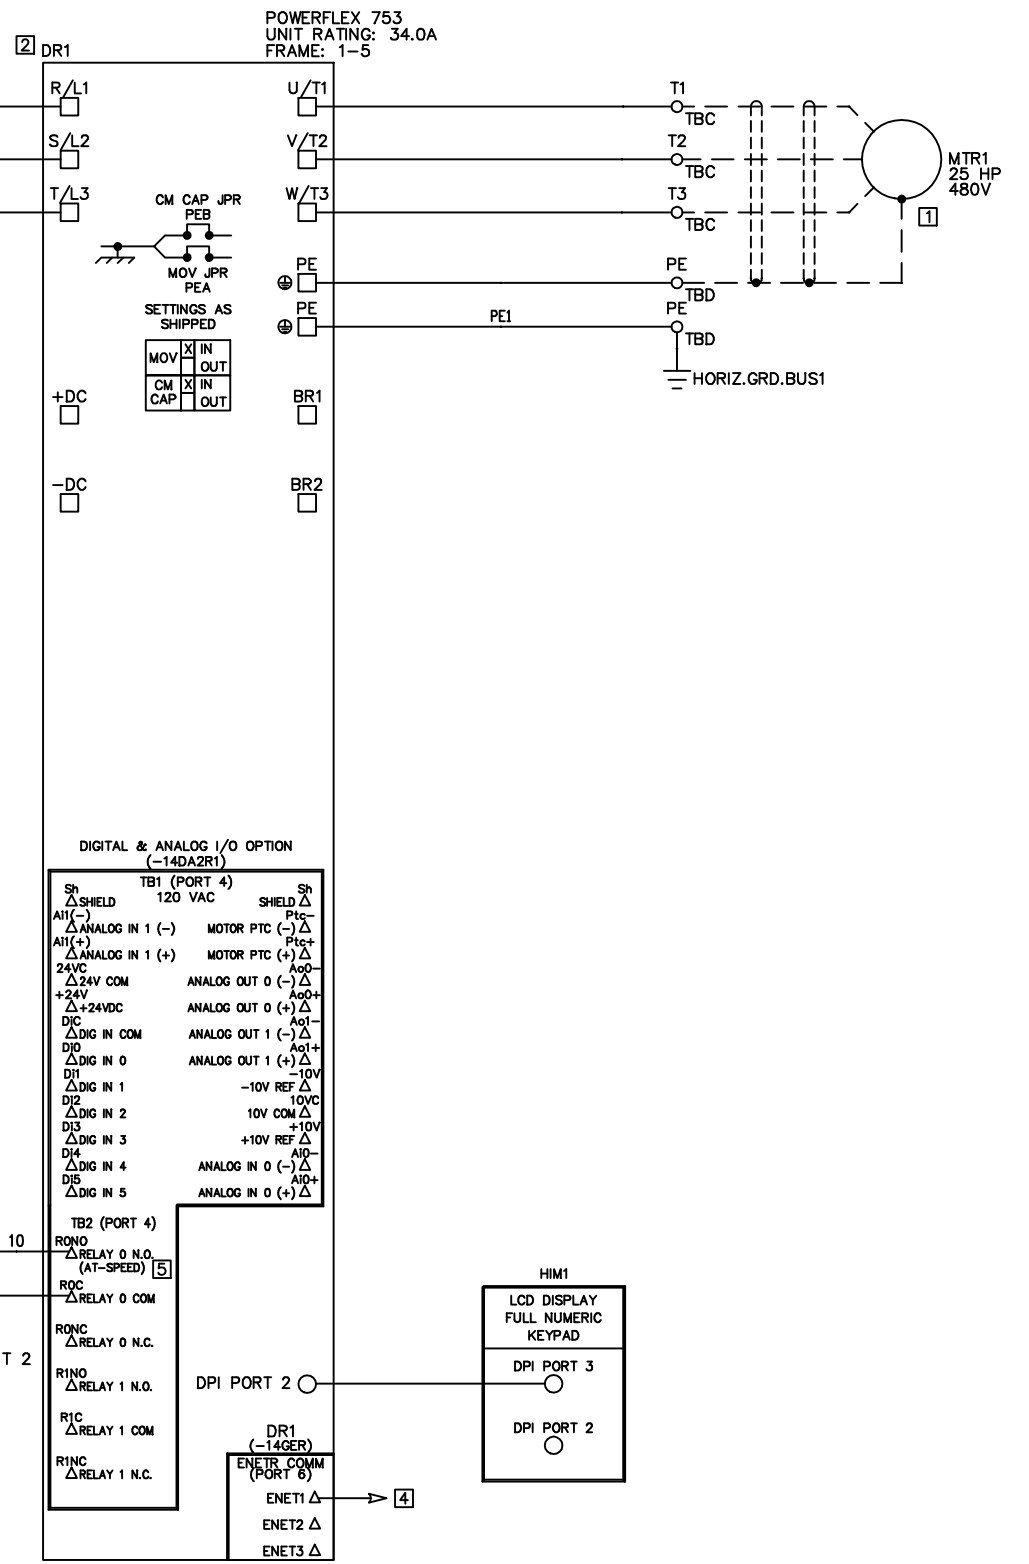 POWERFLEX 753
UNIT RATING: 34.0A
FRAME: 1-5
2 DR1
R/L1
U/T1
T1
TBC
S/L2
V/T2
T2
TBC
MTR1
25 HP
480V
T/L3
W/T3
T3
TBC
1
CM CAP JPR
PEB
MOV JPR
PEA
PE
PE
TBD
SETTINGS AS
SHIPPED
PE
PE1
PE
TBD
MOV X IN
OUT
CM
CAP X IN
OUT
HORIZ.GRD.BUS1
+DC
BR1
-DC
BR2
DIGITAL & ANALOG I/O OPTION
(-14DA2R1)
TB1 (PORT 4)
120 VAC
Sh
SHIELD
Sh
SHIELD
Ai1(-)
ANALOG IN 1 (-)
Ptc-
MOTOR PTC (-)
Ai1(+)
ANALOG IN 1 (+)
Ptc+
MOTOR PTC (+)
24VC
24V COM
Ao0-
ANALOG OUT 0 (-)
+24V
+24VDC
Ao0+
ANALOG OUT 0 (+)
DiC
DIG IN COM
Ao1-
ANALOG OUT 1 (-)
Di0
DIG IN 0
Ao1+
ANALOG OUT 1 (+)
Di1
DIG IN 1
-10V
-10V REF
Di2
DIG IN 2
10VC
10V COM
Di3
DIG IN 3
+10V
+10V REF
Di4
DIG IN 4
Ai0-
ANALOG IN 0 (-)
Di5
DIG IN 5
Ai0+
ANALOG IN 0 (+)
TB2 (PORT 4)
10
R0NO
RELAY 0 N.O.
(AT-SPEED) 5
R0C
RELAY 0 COM
R0NC
RELAY 0 N.C.
T 2
R1NO
RELAY 1 N.O.
R1C
RELAY 1 COM
R1NC
RELAY 1 N.C.
HIM1
LCD DISPLAY
FULL NUMERIC
KEYPAD
DPI PORT 3
DPI PORT 2
DPI PORT 2
DR1
(-14GER)
ENETR COMM
(PORT 6)
ENET1
4
ENET2
ENET3